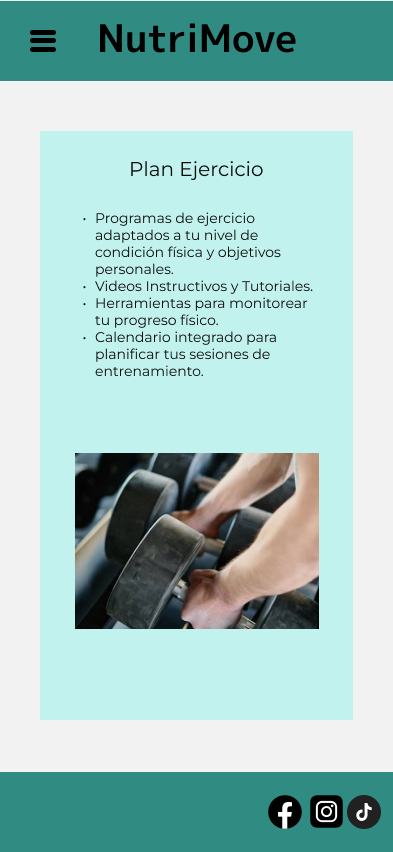 NutriMove
Plan Ejercicio
• Programas de ejercicio
adaptados a tu nivel de
condición física y objetivos
personales.
• Videos Instructivos y Tutoriales.
• Herramientas para monitorear
tu progreso físico.
• Calendario integrado para
planificar tus sesiones de
entrenamiento.